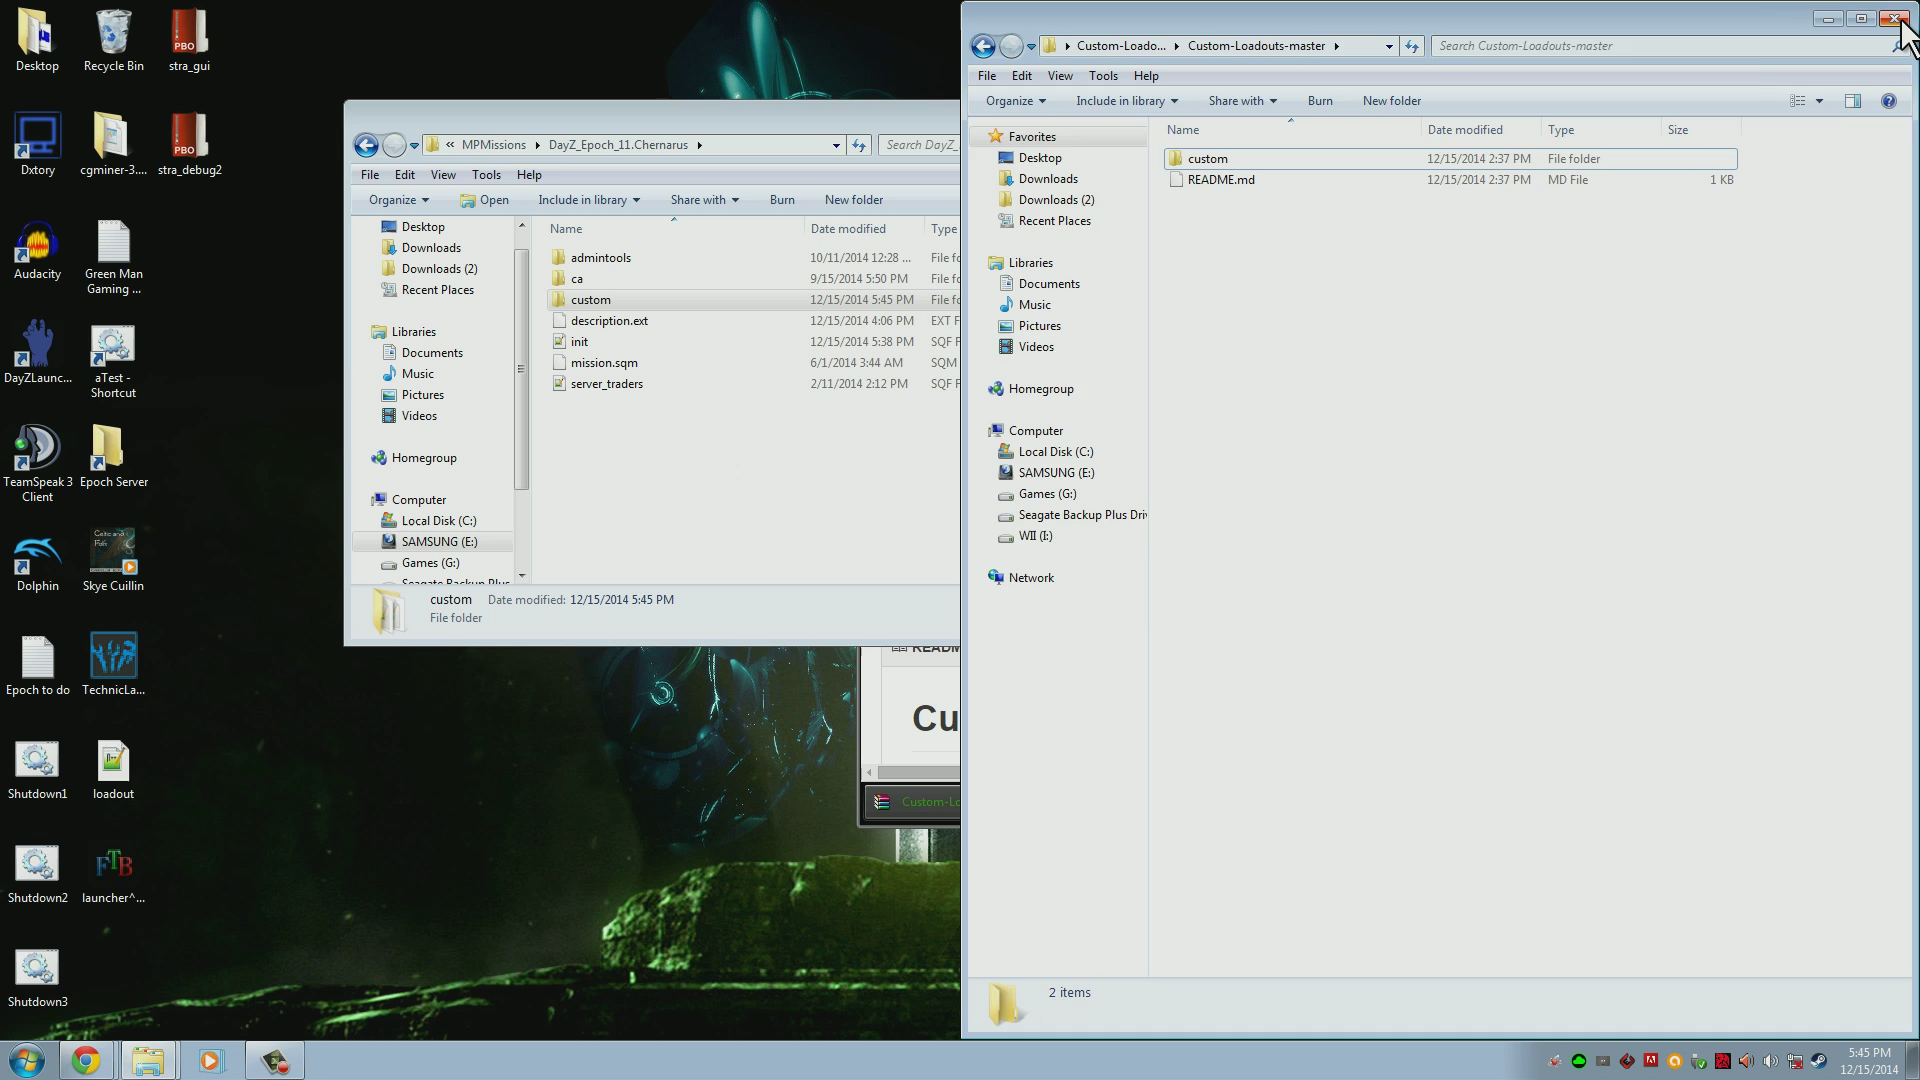 Desktop
Recycle Bin
stra_gui
Dxtory
cgminer-3....
stra_debug2
Audacity
Green Man
Gaming ...
DayZLaunc...
aTest -
Shortcut
TeamSpeak 3
Client
Epoch Server
Dolphin
Skye Cuillin
Epoch to do
TechnicLa...
Shutdown1
loadout
Shutdown2
launcher^...
Shutdown3
PBO
PBO
FTB
« MPMissions DayZ_Epoch_11.Chernarus
Search DayZ_
File Edit View Tools Help
Organize Open Include in library Share with Burn New folder
Desktop
Downloads
Downloads (2)
Recent Places
Libraries
Documents
Music
Pictures
Videos
Homegroup
Computer
Local Disk (C:)
SAMSUNG (E:)
Games (G:)
Seagate Backup Plus
Name Date modified Type
admintools 10/11/2014 12:28 ... File fo
ca 9/15/2014 5:50 PM File fo
custom 12/15/2014 5:45 PM File fo
description.ext 12/15/2014 4:06 PM EXT F
init 12/15/2014 5:38 PM SQF F
mission.sqm 6/1/2014 3:44 AM SQM
server_traders 2/11/2014 2:12 PM SQF F
custom Date modified: 12/15/2014 5:45 PM
File folder
README
Cu
Custom-Lo
Custom-Loado... Custom-Loadouts-master
Search Custom-Loadouts-master
File Edit View Tools Help
Organize Include in library Share with Burn New folder
Favorites
Desktop
Downloads
Downloads (2)
Recent Places
Libraries
Documents
Music
Pictures
Videos
Homegroup
Computer
Local Disk (C:)
SAMSUNG (E:)
Games (G:)
Seagate Backup Plus Driv
WII (I:)
Network
Name Date modified Type Size
custom 12/15/2014 2:37 PM File folder
README.md 12/15/2014 2:37 PM MD File 1 KB
2 items
5:45 PM
12/15/2014